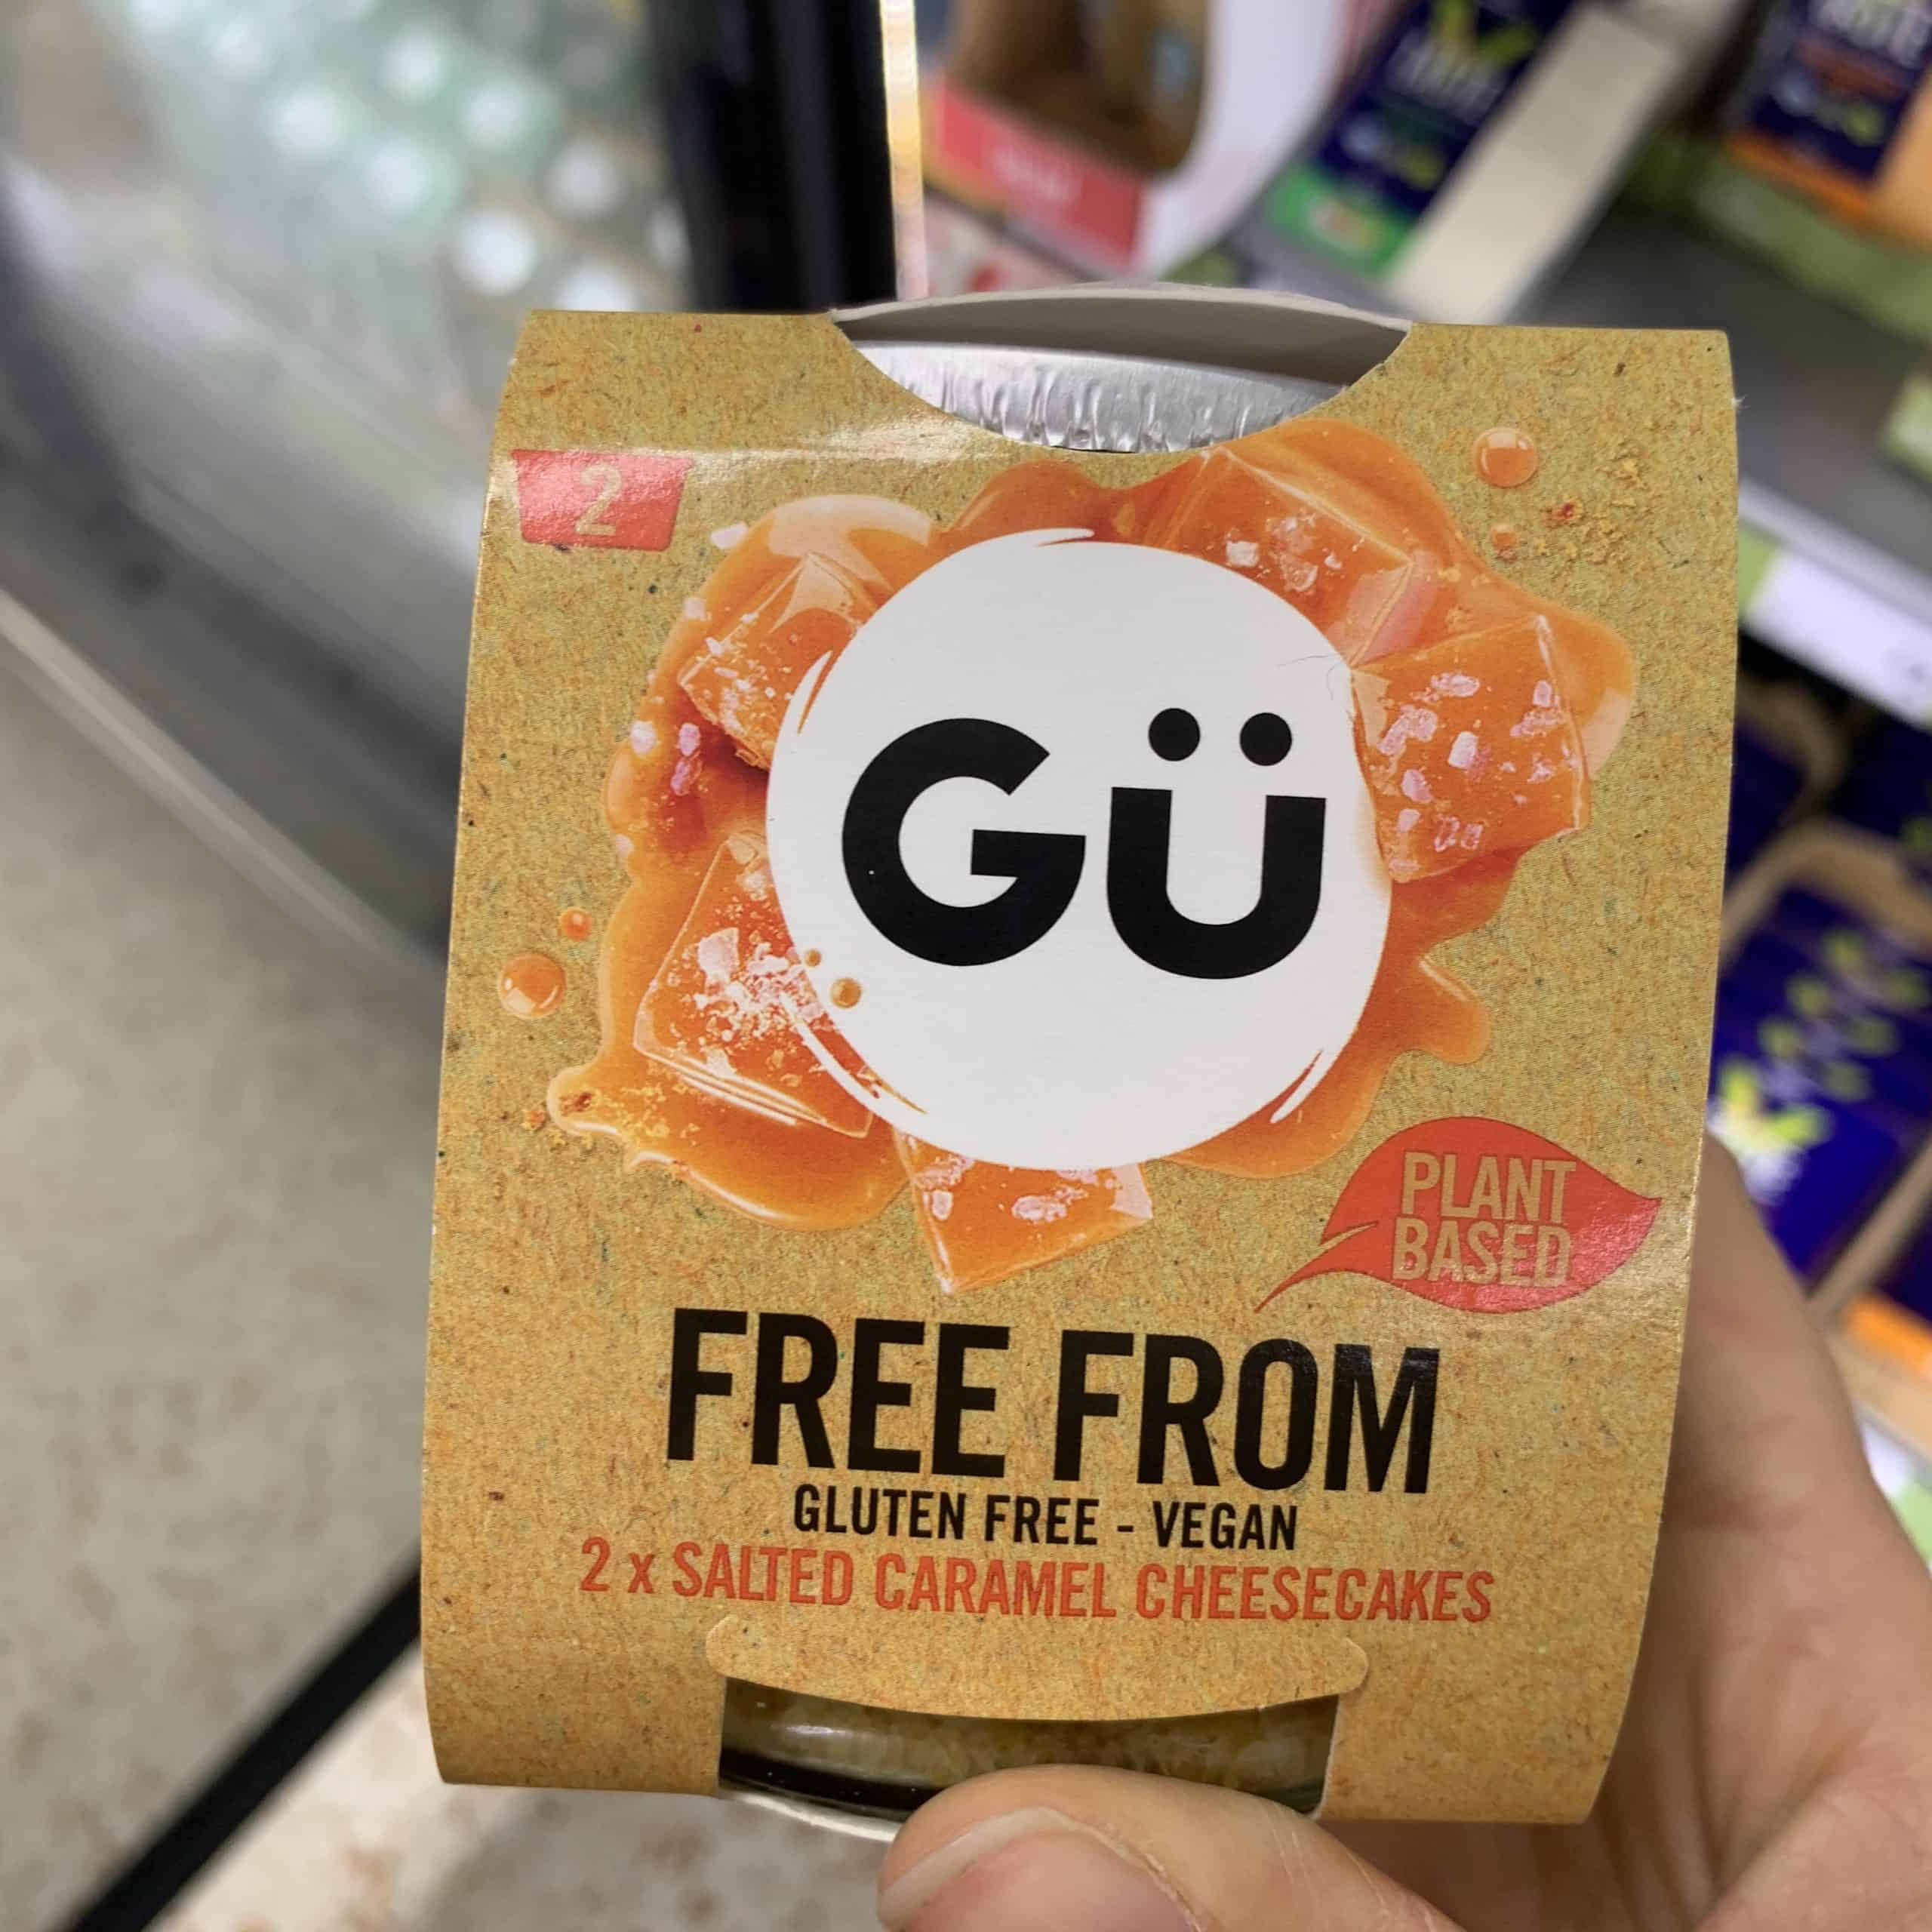 2
Gü
PLANT
BASED
FREE FROM
GLUTEN FREE - VEGAN
2 x SALTED CARAMEL CHEESECAKES